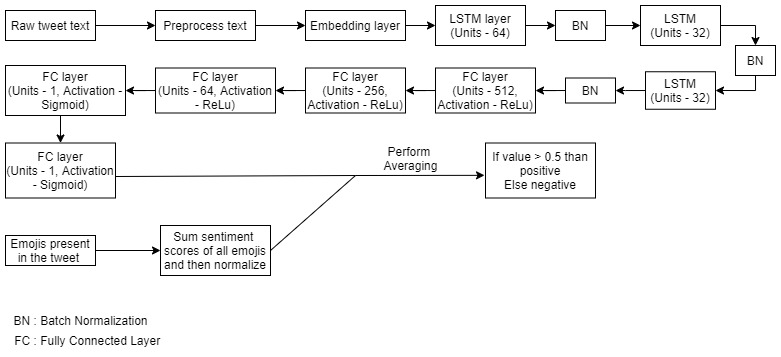 Raw tweet text
Preprocess text
Embedding layer
LSTM layer
(Units - 64)
BN
LSTM
(Units - 32)
BN
FC layer
(Units - 1, Activation -
Sigmoid)
FC layer
(Units - 64, Activation
- ReLu)
FC layer
(Units - 256,
Activation - ReLu)
FC layer
(Units - 512,
Activation - ReLu)
BN
LSTM
(Units - 32)
FC layer
(Units - 1, Activation
- Sigmoid)
Perform
Averaging
If value > 0.5 than
positive
Else negative
Emojis present
in the tweet
Sum sentiment
scores of all emojis
and then normalize
BN : Batch Normalization
FC : Fully Connected Layer